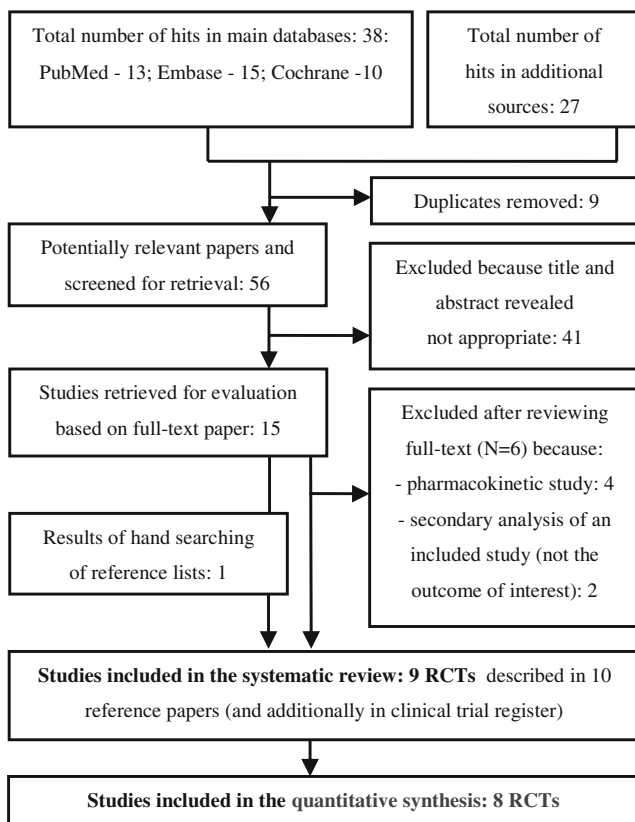 Total number of hits in main databases: 38:
PubMed - 13; Embase - 15; Cochrane -10
Total number of
hits in additional
sources: 27
Duplicates removed: 9
Potentially relevant papers and
screened for retrieval: 56
Excluded because title and
abstract revealed
not appropriate: 41
Studies retrieved for evaluation
based on full-text paper: 15
Excluded after reviewing
full-text (N=6) because:
- pharmacokinetic study: 4
- secondary analysis of an
included study (not the
outcome of interest): 2
Results of hand searching
of reference lists: 1
Studies included in the systematic review: 9 RCTs described in 10
reference papers (and additionally in clinical trial register)
Studies included in the quantitative synthesis: 8 RCTs